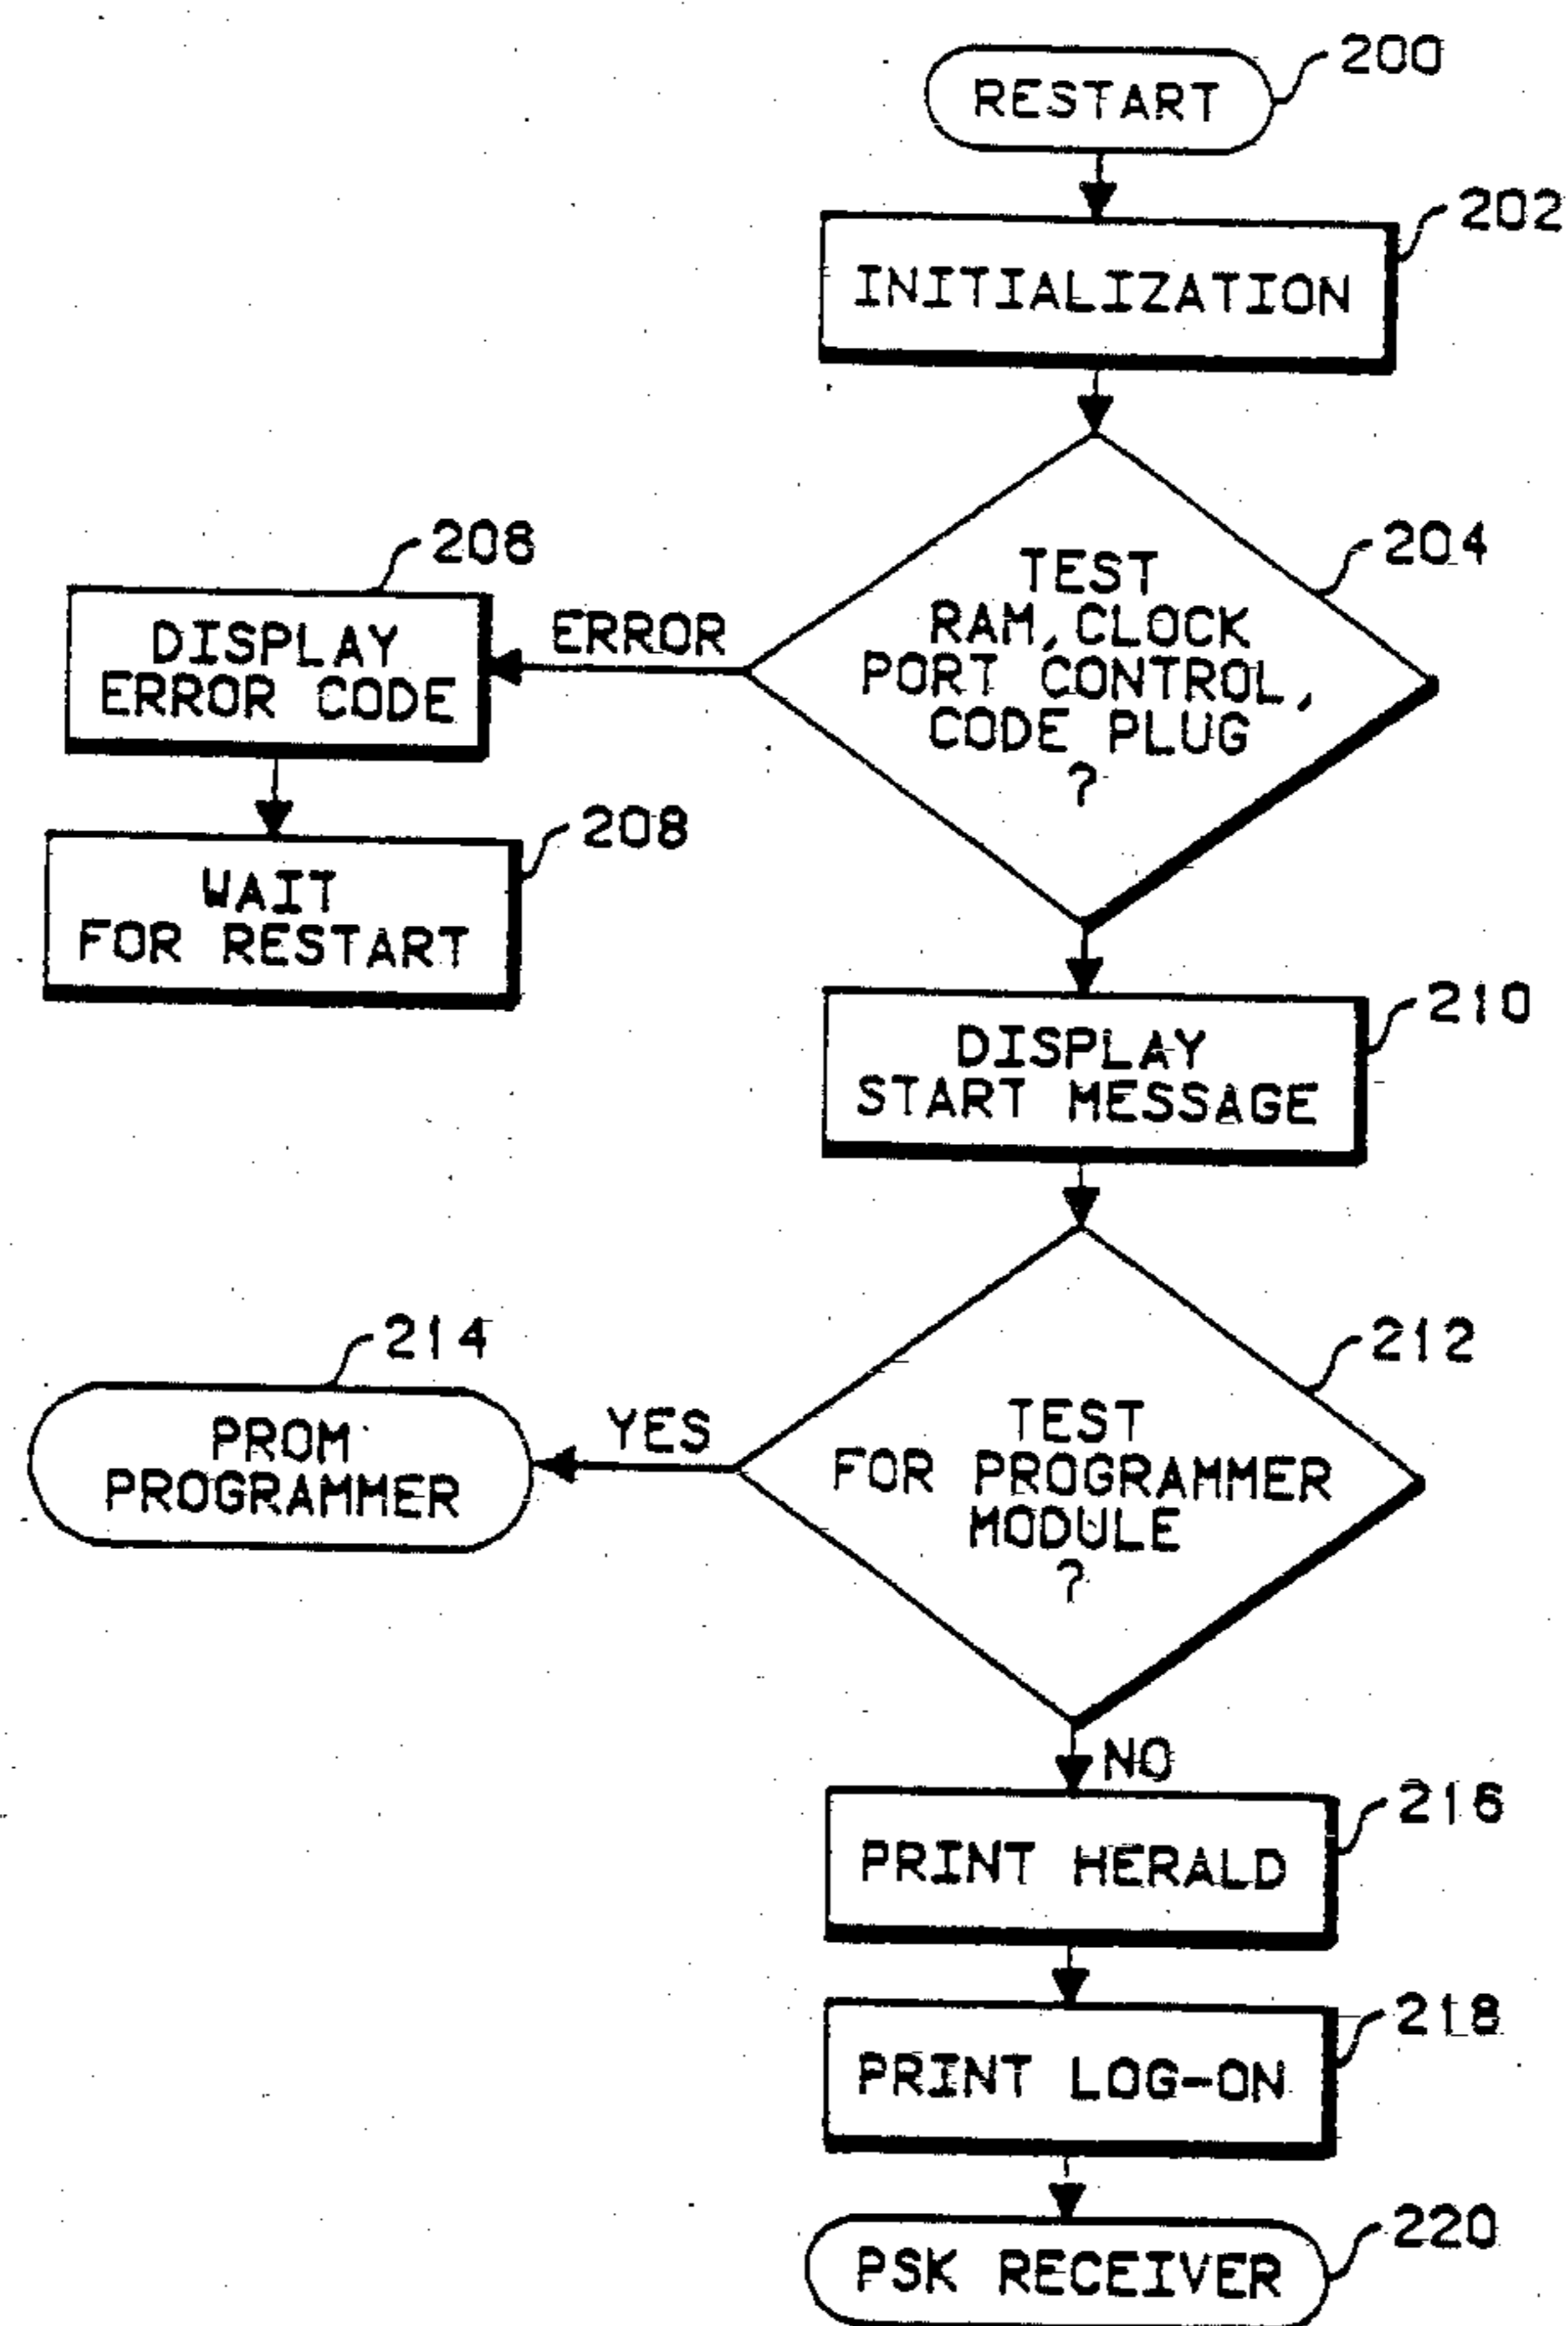 200
RESTART
202
INITIALIZATION
204
TEST
RAM, CLOCK
PORT CONTROL,
CODE PLUG
?
ERROR
208
DISPLAY
ERROR CODE
208
WAIT
FOR RESTART
210
DISPLAY
START MESSAGE
212
TEST
FOR PROGRAMMER
MODULE
?
YES
214
PROM
PROGRAMMER
NO
216
PRINT HERALD
218
PRINT LOG-ON
220
PSK RECEIVER